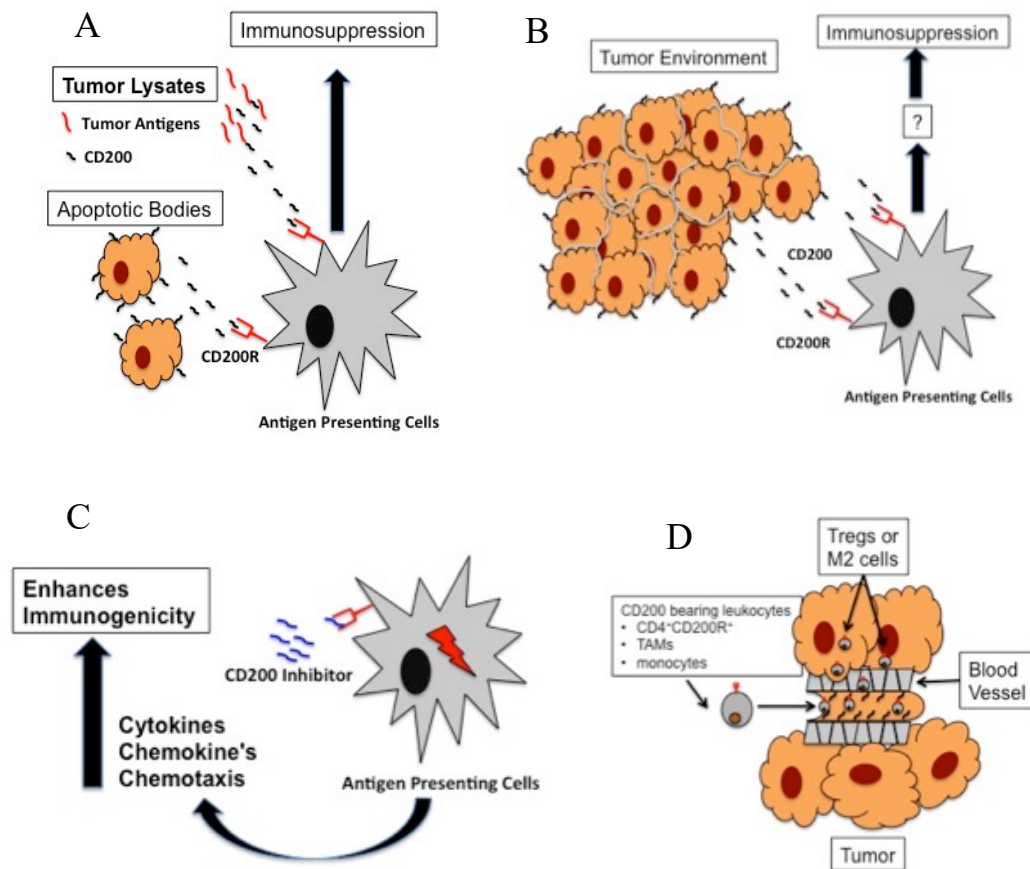 A
Immunosuppression
Tumor Lysates
Tumor Antigens
CD200
Apoptotic Bodies
CD200R
Antigen Presenting Cells
B
Immunosuppression
Tumor Environment
?
CD200
CD200R
Antigen Presenting Cells
C
Enhances
Immunogenicity
CD200 Inhibitor
Cytokines
Chemokine's
Chemotaxis
Antigen Presenting Cells
D
Tregs or
M2 cells
CD200 bearing leukocytes
• CD4⁺CD200R⁺
• TAMs
• monocytes
Blood
Vessel
Tumor